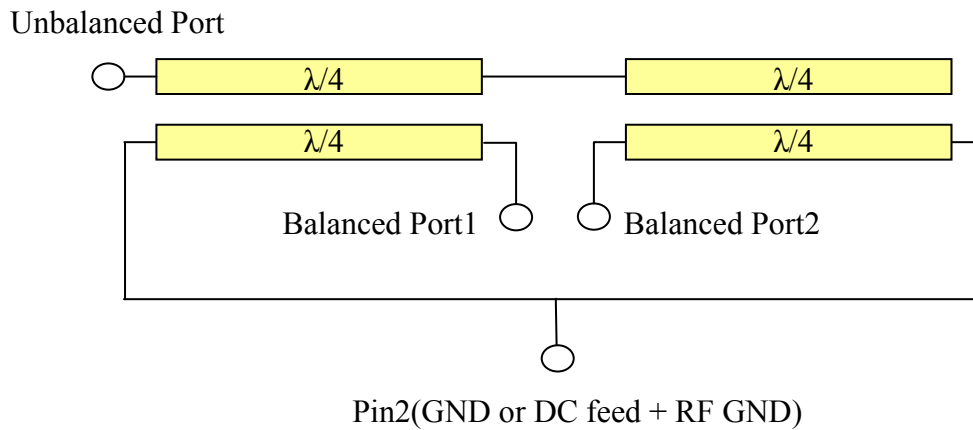 Unbalanced Port
λ/4
λ/4
λ/4
λ/4
Balanced Port1
Balanced Port2
Pin2(GND or DC feed + RF GND)